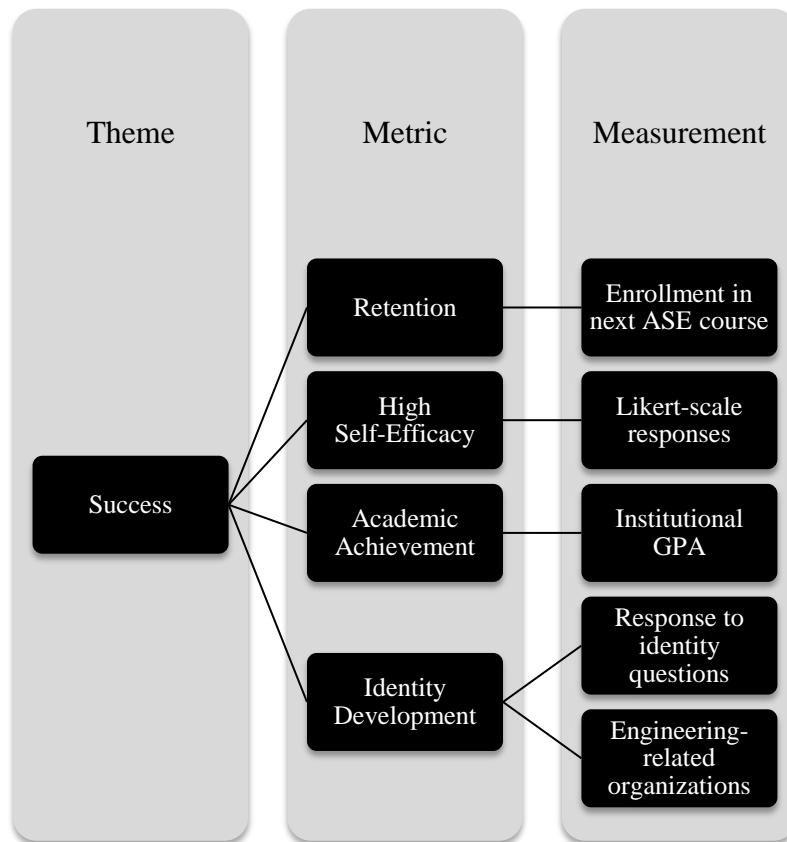 Theme
Metric
Measurement
Success
Retention
High
Self-Efficacy
Academic
Achievement
Identity
Development
Enrollment in
next ASE course
Likert-scale
responses
Institutional
GPA
Response to
identity
questions
Engineering-
related
organizations